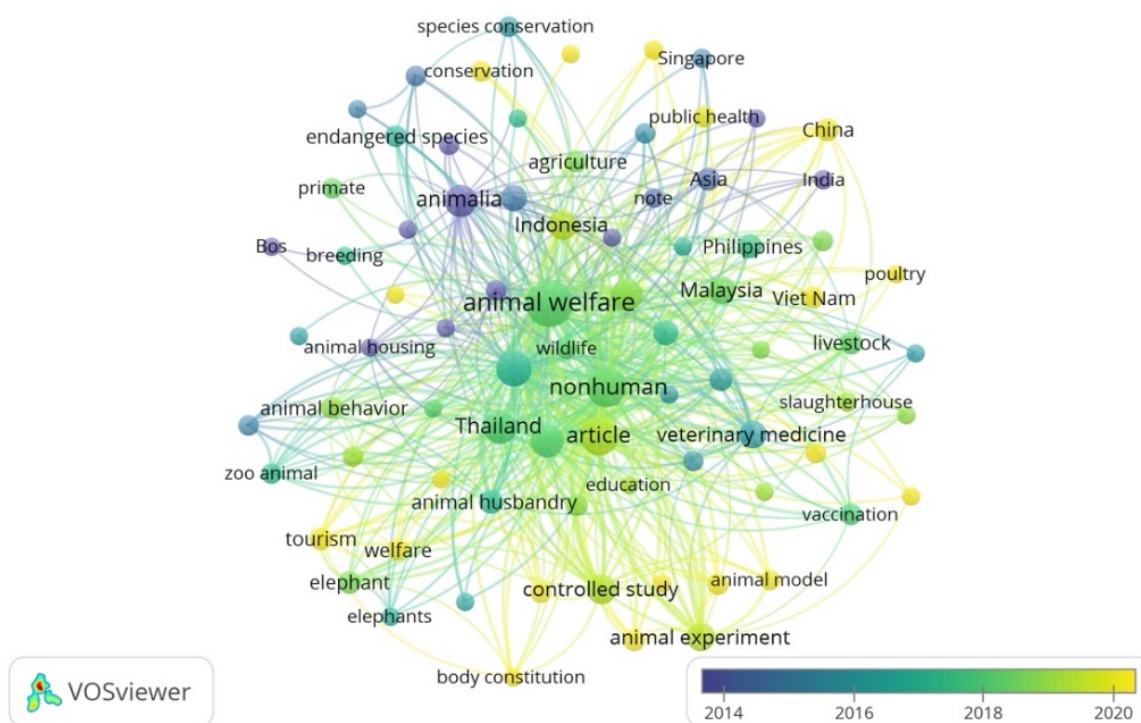 species conservation
Singapore
conservation
public health
China
endangered species
agriculture
primate
Asia
India
animalia
note
Indonesia
Bos
breeding
Philippines
poultry
animal welfare
Malaysia
Viet Nam
animal housing
wildlife
livestock
nonhuman
animal behavior
slaughterhouse
Thailand
article
veterinary medicine
zoo animal
education
animal husbandry
vaccination
tourism
welfare
elephant
controlled study
animal model
elephants
animal experiment
body constitution
VOSviewer
2014 2016 2018 2020